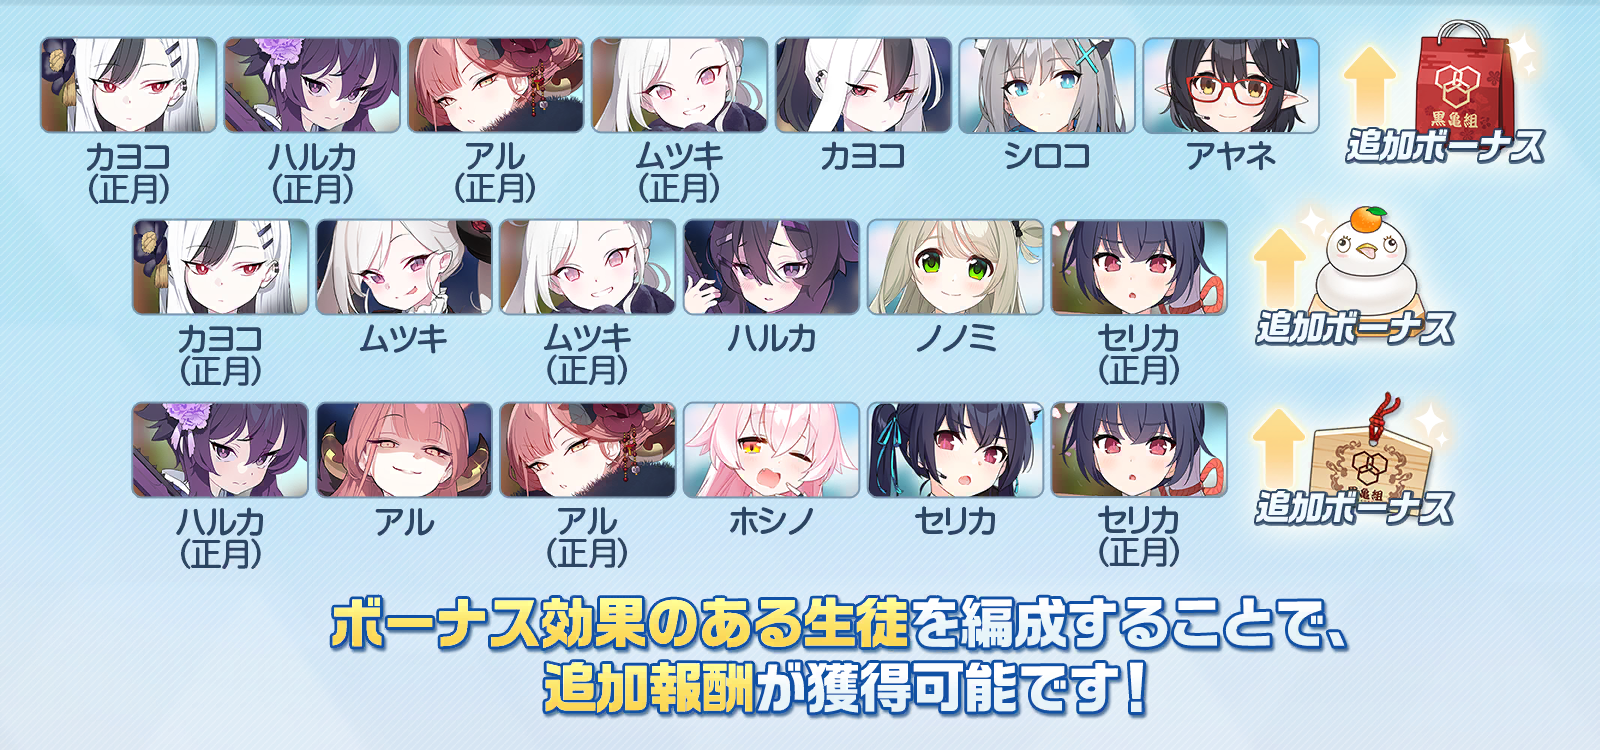 カヨコ
(正月)
ハルカ
(正月)
アル
(正月)
ムツキ
(正月)
カヨコ
シロコ
アヤネ
黒亀組
追加ボーナス
カヨコ
(正月)
ムツキ
ムツキ
(正月)
ハルカ
ノノミ
セリカ
(正月)
追加ボーナス
ハルカ
(正月)
アル
アル
(正月)
ホシノ
セリカ
セリカ
(正月)
黒亀組
追加ボーナス
ボーナス効果のある生徒を編成することで、
追加報酬が獲得可能です!